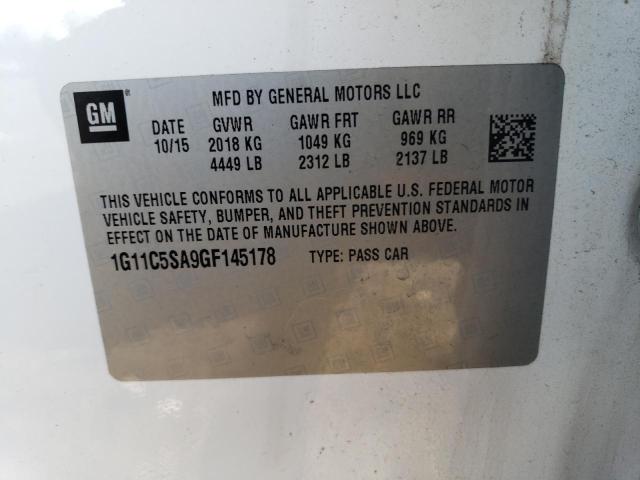 GM ®
MFD BY GENERAL MOTORS LLC
DATE GVWR GAWR FRT GAWR RR
10/15 2018 KG 1049 KG 969 KG
4449 LB 2312 LB 2137 LB
THIS VEHICLE CONFORMS TO ALL APPLICABLE U.S. FEDERAL MOTOR
VEHICLE SAFETY, BUMPER, AND THEFT PREVENTION STANDARDS IN
EFFECT ON THE DATE OF MANUFACTURE SHOWN ABOVE.
1G11C5SA9GF145178 TYPE: PASS CAR